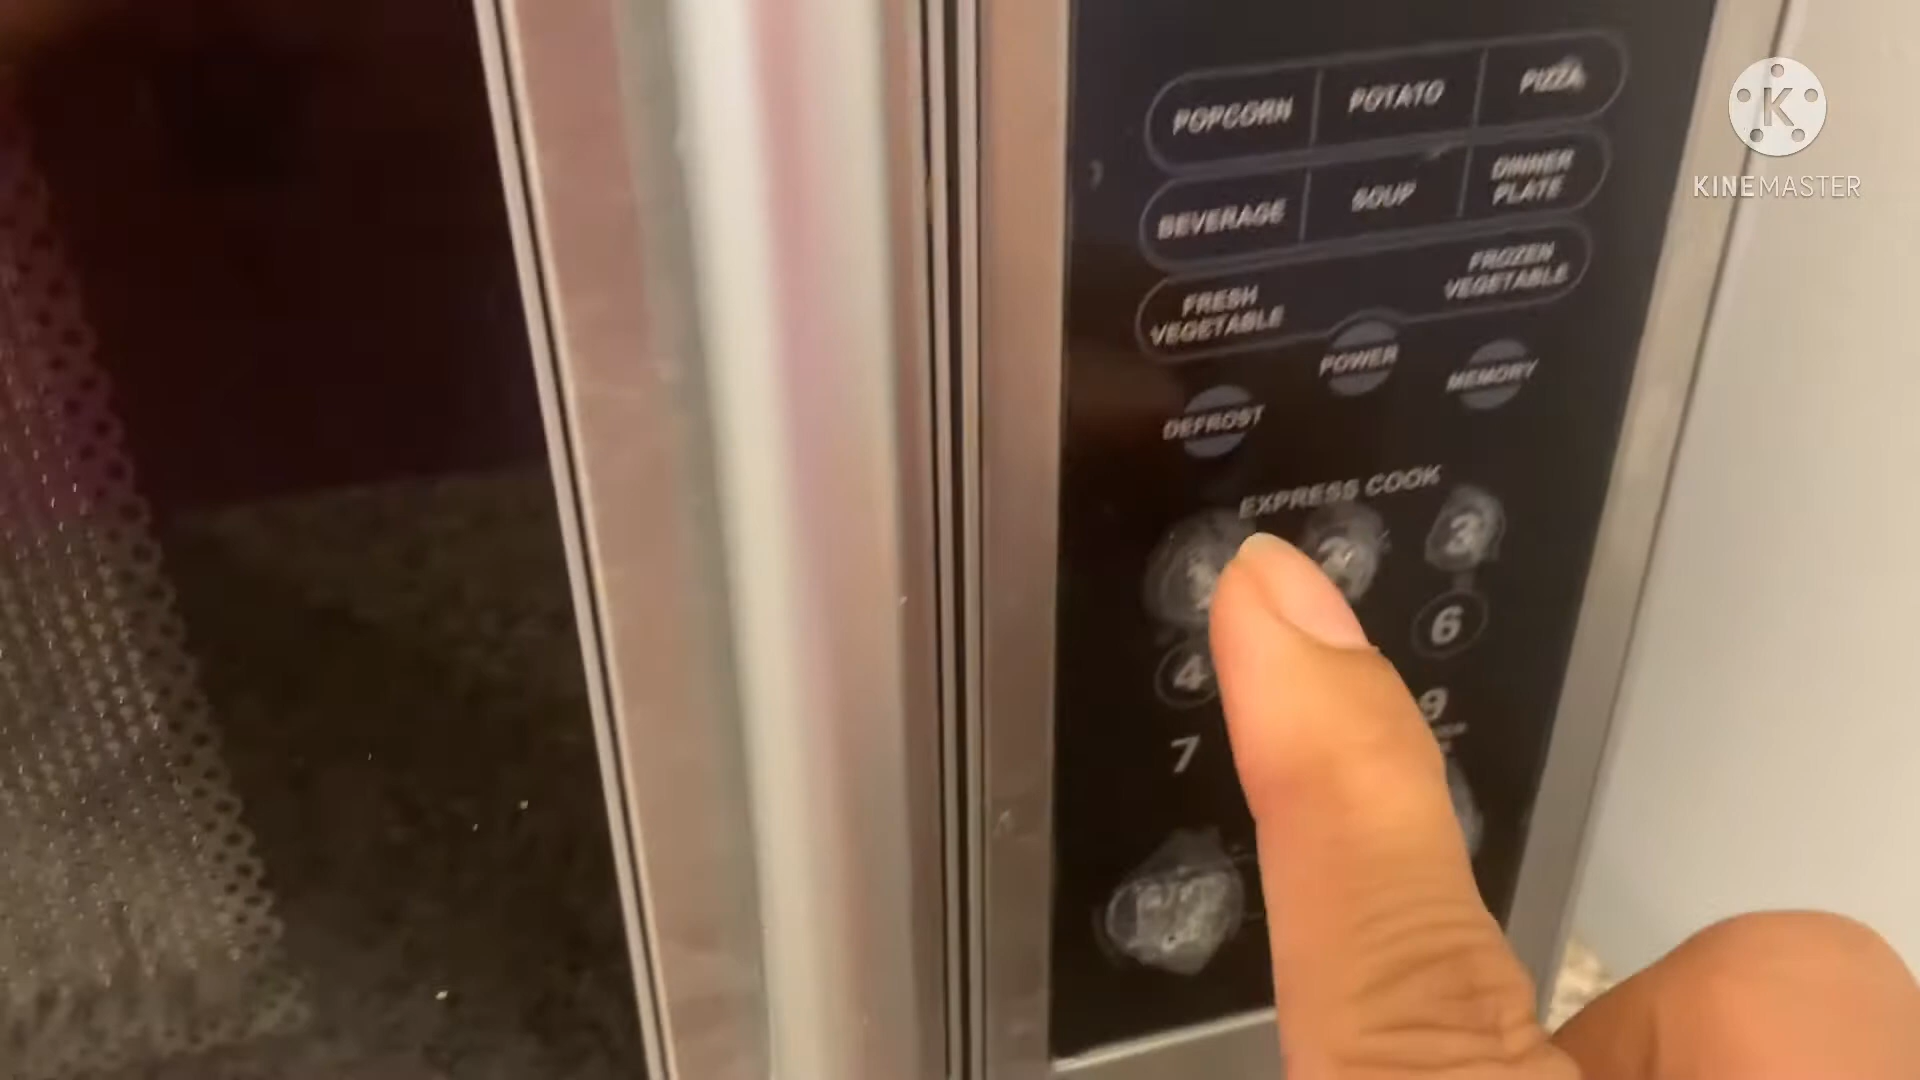 POPCORN POTATO PIZZA
KINEMASTER
BEVERAGE SOUP DINNER PLATE
FRESH VEGETABLE FROZEN VEGETABLE
DEFROST POWER MEMORY
EXPRESS COOK
2 3
4 6
7 9